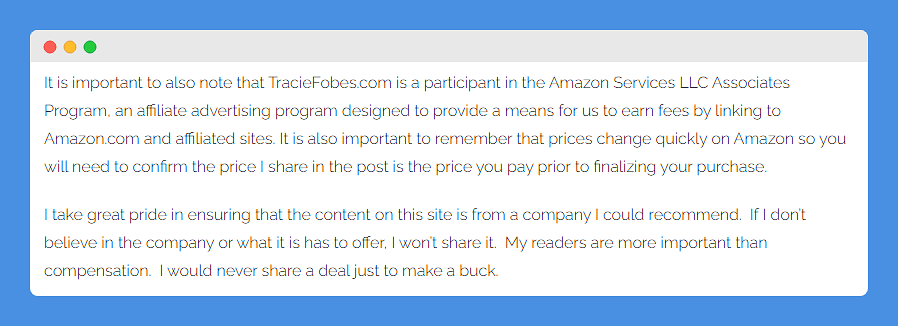 It is important to also note that TracieFobes.com is a participant in the Amazon Services LLC Associates
Program, an affiliate advertising program designed to provide a means for us to earn fees by linking to
Amazon.com and affiliated sites. It is also important to remember that prices change quickly on Amazon so you
will need to confirm the price I share in the post is the price you pay prior to finalizing your purchase.
I take great pride in ensuring that the content on this site is from a company I could recommend.  If I don't
believe in the company or what it is has to offer, I won't share it.  My readers are more important than
compensation.  I would never share a deal just to make a buck.